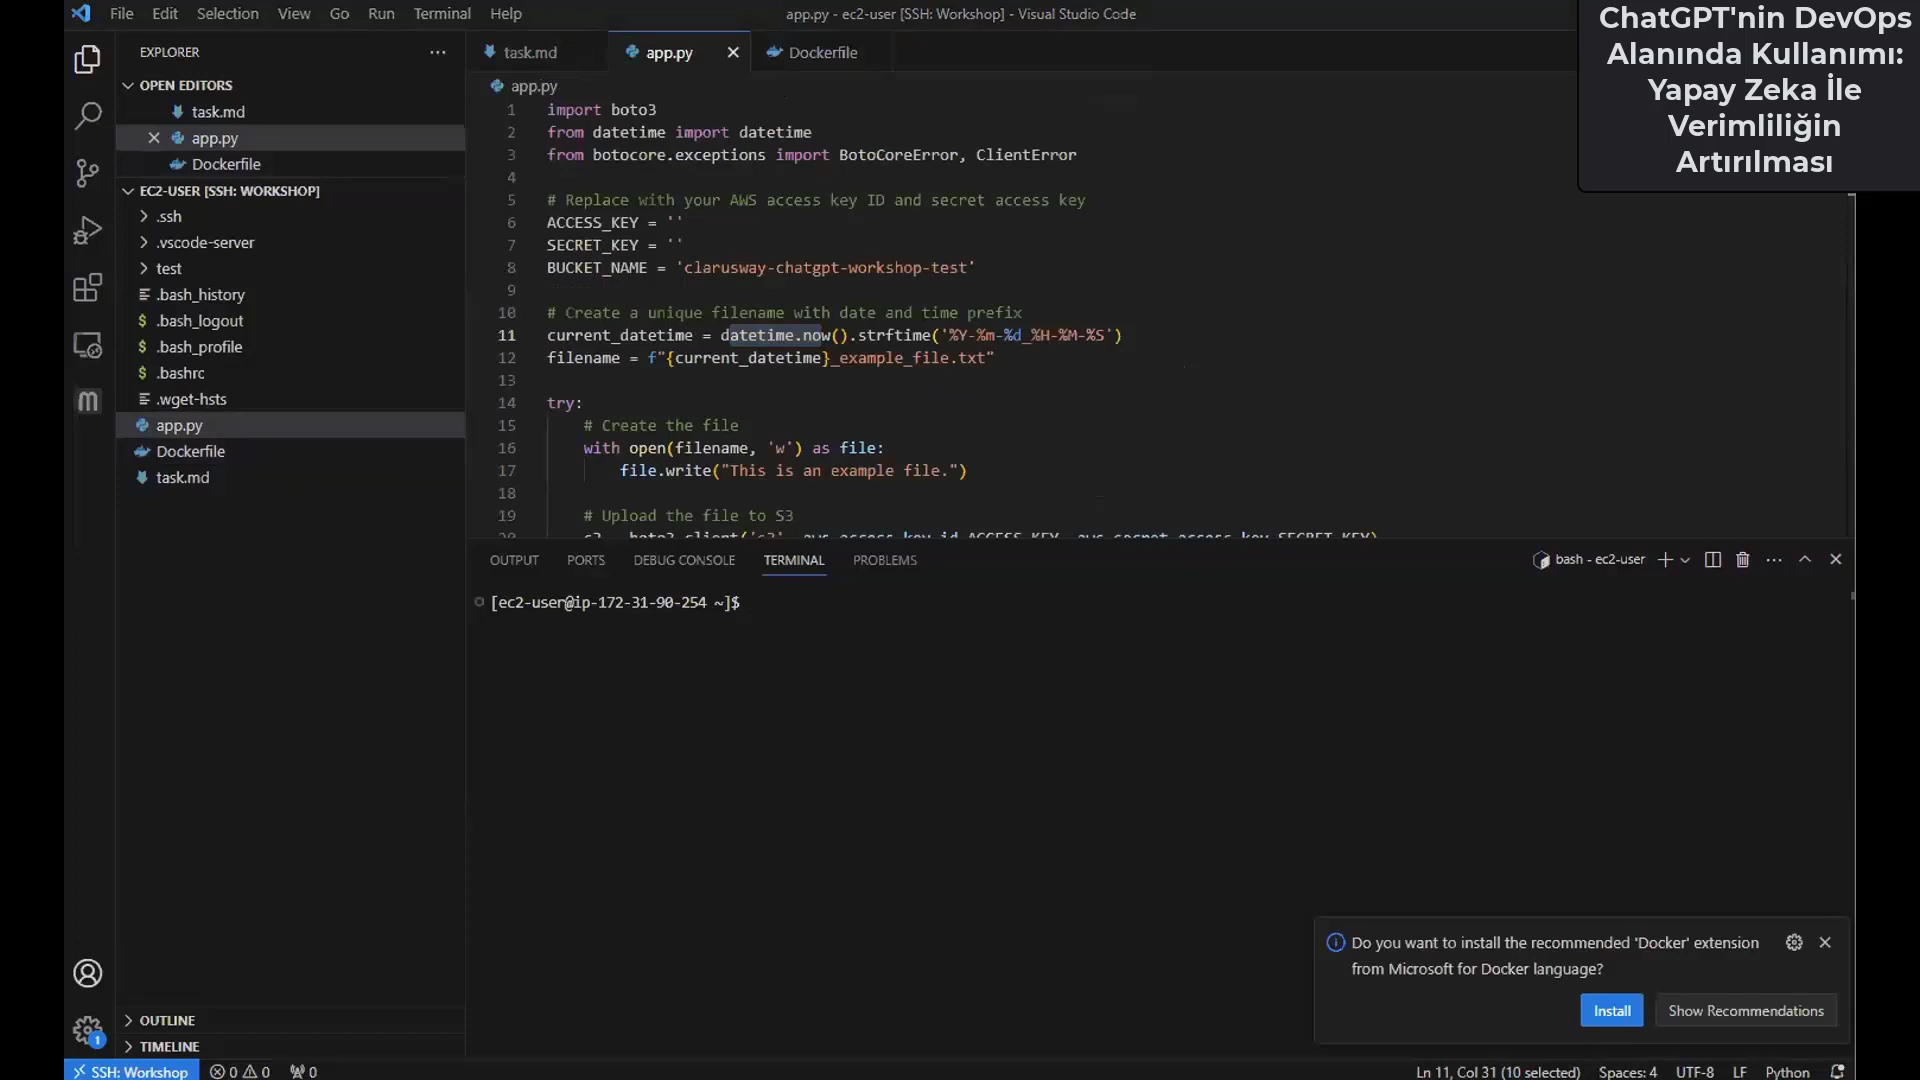 File Edit Selection View Go Run Terminal Help
app.py - ec2-user [SSH: Workshop] - Visual Studio Code
ChatGPT'nin DevOps
Alanında Kullanımı:
Yapay Zeka İle
Verimliliğin
Artırılması
EXPLORER
OPEN EDITORS
task.md
app.py
Dockerfile
EC2-USER [SSH: WORKSHOP]
.ssh
.vscode-server
test
.bash_history
.bash_logout
.bash_profile
.bashrc
.wget-hsts
app.py
Dockerfile
task.md
OUTLINE
TIMELINE
task.md app.py Dockerfile
app.py
1 import boto3
2 from datetime import datetime
3 from botocore.exceptions import BotoCoreError, ClientError
4
5 # Replace with your AWS access key ID and secret access key
6 ACCESS_KEY = ''
7 SECRET_KEY = ''
8 BUCKET_NAME = 'clarusway-chatgpt-workshop-test'
9
10 # Create a unique filename with date and time prefix
11 current_datetime = datetime.now().strftime('%Y-%m-%d_%H-%M-%S')
12 filename = f"{current_datetime}_example_file.txt"
13
14 try:
15 # Create the file
16 with open(filename, 'w') as file:
17 file.write("This is an example file.")
18
19 # Upload the file to S3
OUTPUT PORTS DEBUG CONSOLE TERMINAL PROBLEMS
bash - ec2-user
[ec2-user@ip-172-31-90-254 ~]$
Do you want to install the recommended 'Docker' extension
from Microsoft for Docker language?
Install Show Recommendations
1
SSH: Workshop 0 0 0
Ln 11, Col 31 (10 selected) Spaces: 4 UTF-8 LF Python